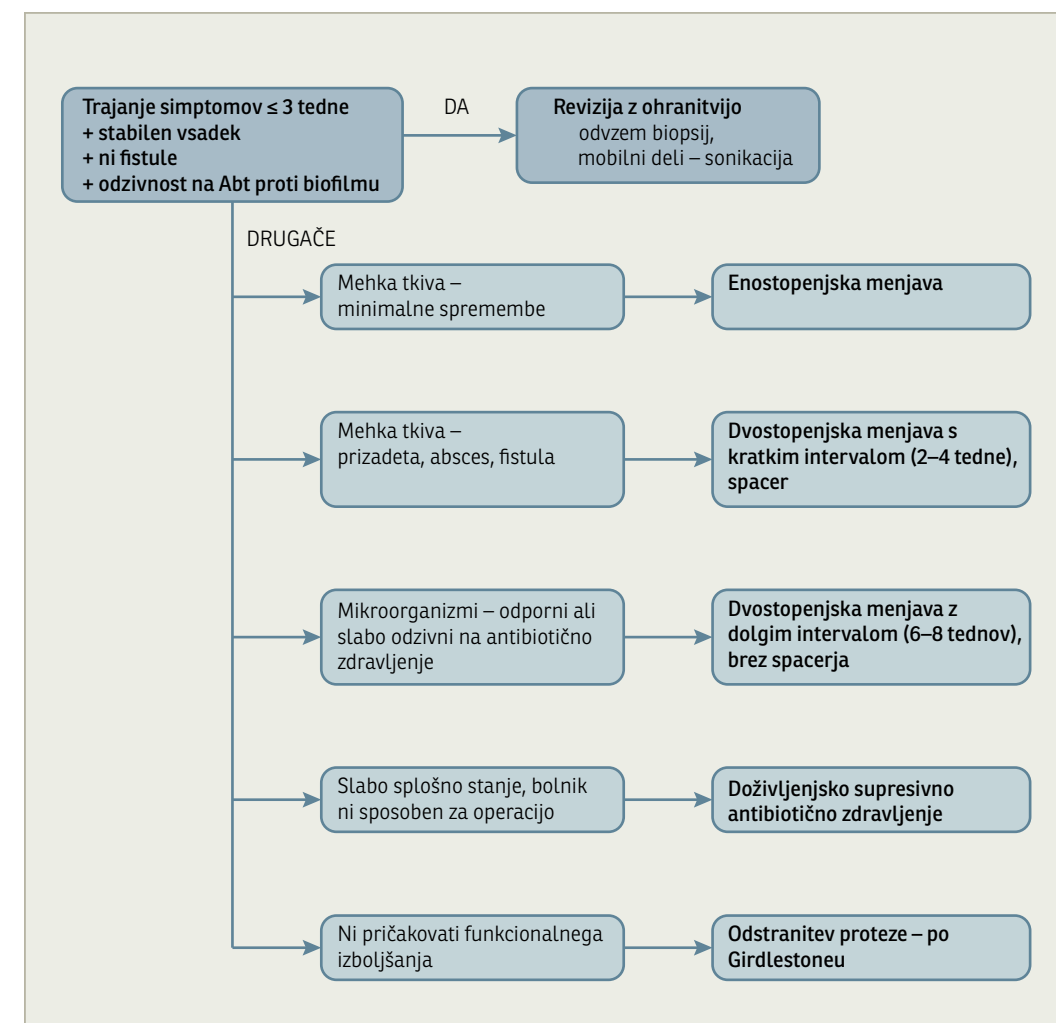 Trajanje simptomov ≤ 3 tedne
+ stabilen vsadek
+ ni fistule
+ odzivnost na Abt proti biofilmu
DA
Revizija z ohranitvijo
odvzem biopsij,
mobilni deli – sonikacija
DRUGAČE
Mehka tkiva –
minimalne spremembe
Enostopenjska menjava
Mehka tkiva –
prizadeta, absces, fistula
Dvostopenjska menjava s
kratkim intervalom (2–4 tedne),
spacer
Mikroorganizmi – odporni ali
slabo odzivni na antibiotično
zdravljenje
Dvostopenjska menjava z
dolgim intervalom (6–8 tednov),
brez spacerja
Slabo splošno stanje, bolnik
ni sposoben za operacijo
Doživljenjsko supresivno
antibiotično zdravljenje
Ni pričakovati funkcionalnega
izboljšanja
Odstranitev proteze – po
Girdlestoneu